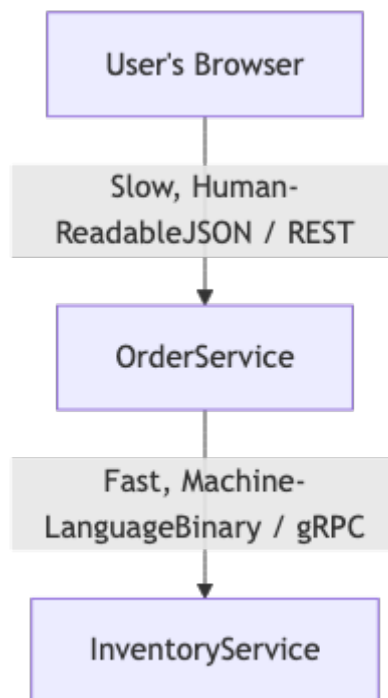 User's Browser
Slow, Human-
ReadableJSON / REST
OrderService
Fast, Machine-
LanguageBinary / gRPC
InventoryService